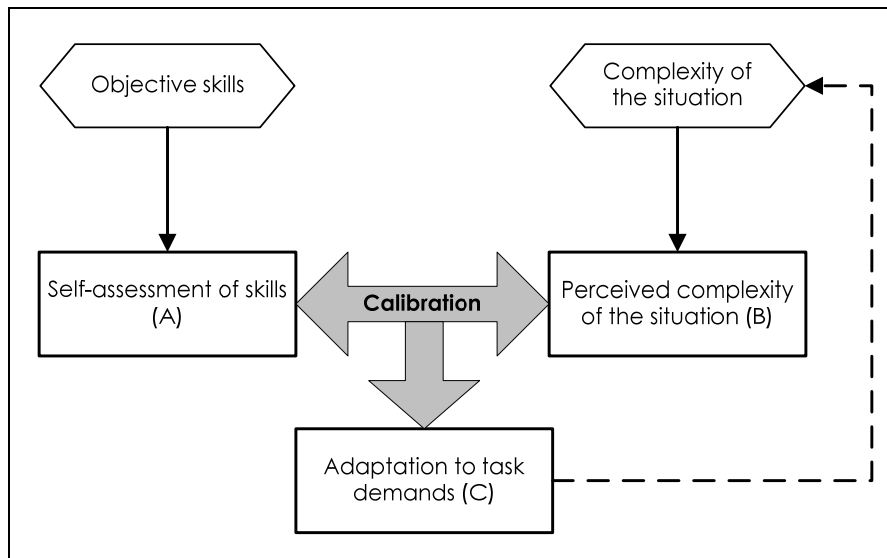 Objective skills
Complexity of
the situation
Self-assessment of skills
(A)
Calibration
Perceived complexity
of the situation (B)
Adaptation to task
demands (C)